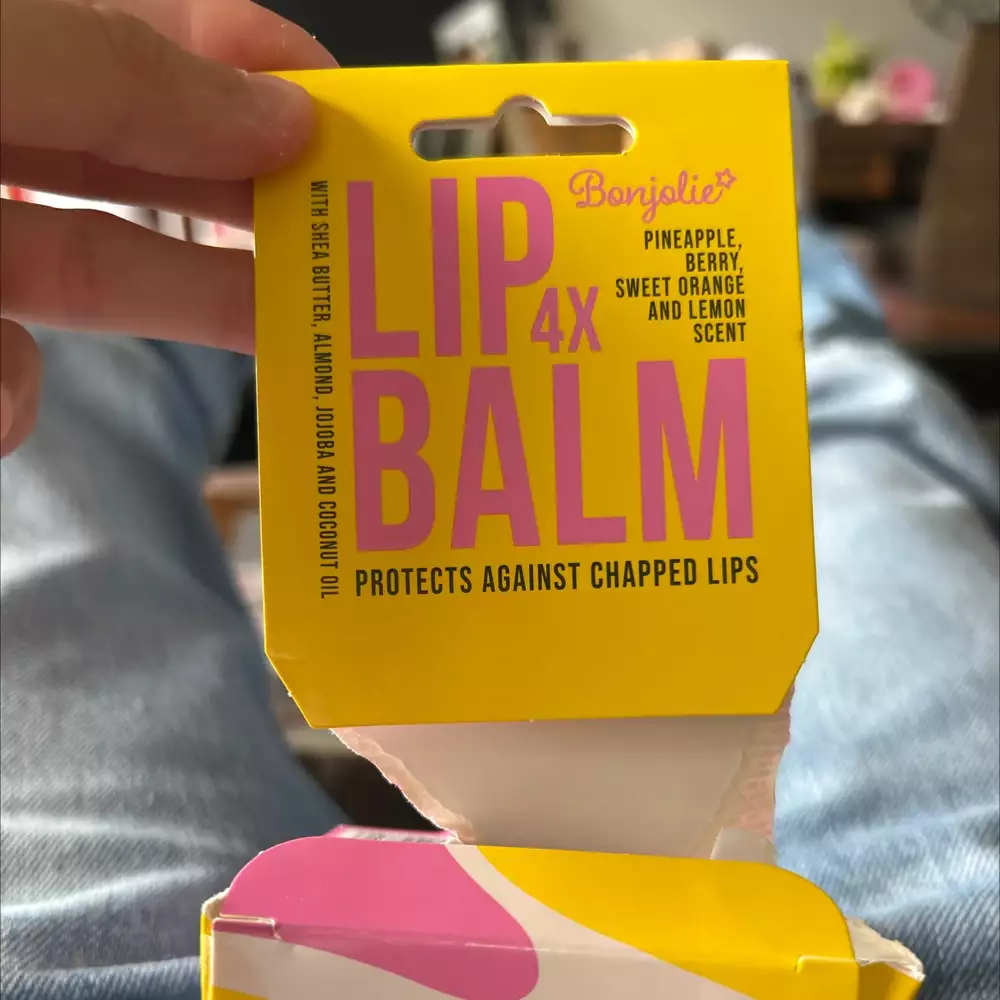 Bonjolie
LIP
4X
BALM
PINEAPPLE,
BERRY,
SWEET ORANGE
AND LEMON
SCENT
WITH SHEA BUTTER, ALMOND, JOJOBA AND COCONUT OIL
PROTECTS AGAINST CHAPPED LIPS